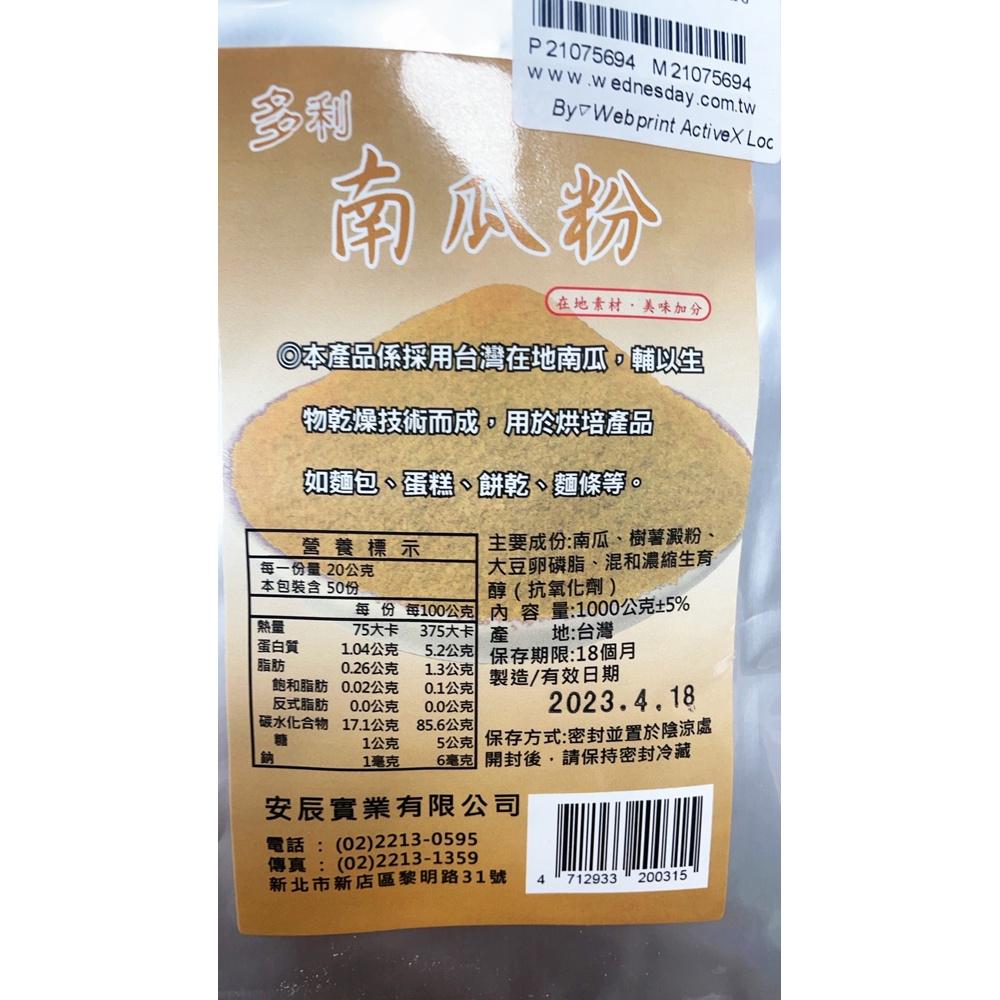 P21075694 M21075694
www.wednesday.com.tw
By▽Webprint ActiveX Loc
多利
南瓜粉
在地素材・美味加分
◎本產品係採用台灣在地南瓜，輔以生
物乾燥技術而成，用於烘培產品
如麵包、蛋糕、餅乾、麵條等。
營養標示
每一份量 20公克
本包裝含 50份
每 份 每100公克
熱量 75大卡 375大卡
蛋白質 1.04公克 5.2公克
脂肪 0.26公克 1.3公克
飽和脂肪 0.02公克 0.1公克
反式脂肪 0.0公克 0.0公克
碳水化合物 17.1公克 85.6公克
糖 1公克 5公克
鈉 1毫克 6毫克
主要成份:南瓜、樹薯澱粉、
大豆卵磷脂、混和濃縮生育
醇（抗氧化劑）
內 容 量:1000公克±5%
產 地:台灣
保存期限:18個月
製造/有效日期
2023.4.18
保存方式:密封並置於陰涼處
開封後，請保持密封冷藏
安辰實業有限公司
電話：(02)2213-0595
傳真：(02)2213-1359
新北市新店區黎明路31號
4 712933 200315